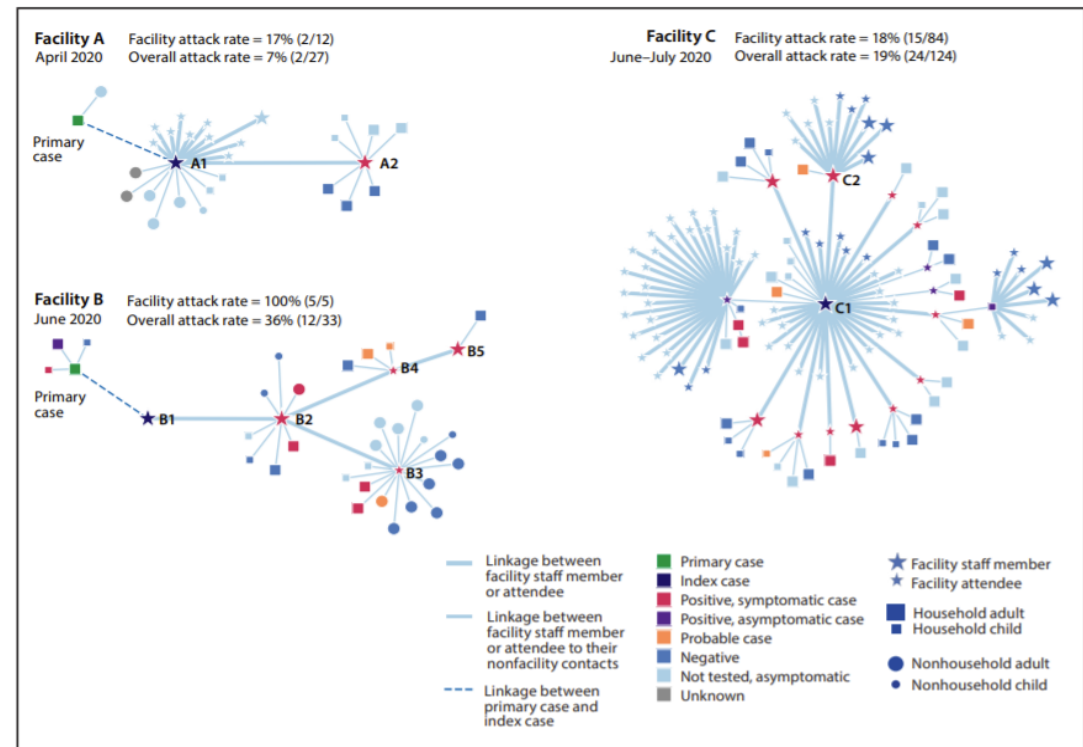 Facility A Facility attack rate = 17% (2/12)
April 2020 Overall attack rate = 7% (2/27)
Primary
case
A1
A2
Facility B Facility attack rate = 100% (5/5)
June 2020 Overall attack rate = 36% (12/33)
Primary
case
B1
B2
B3
B4
B5
Facility C Facility attack rate = 18% (15/84)
June–July 2020 Overall attack rate = 19% (24/124)
C2
C1
Linkage between
facility staff member
or attendee
Linkage between
facility staff member
or attendee to their
nonfacility contacts
Linkage between
primary case and
index case
Primary case
Index case
Positive, symptomatic case
Positive, asymptomatic case
Probable case
Negative
Not tested, asymptomatic
Unknown
Facility staff member
Facility attendee
Household adult
Household child
Nonhousehold adult
Nonhousehold child